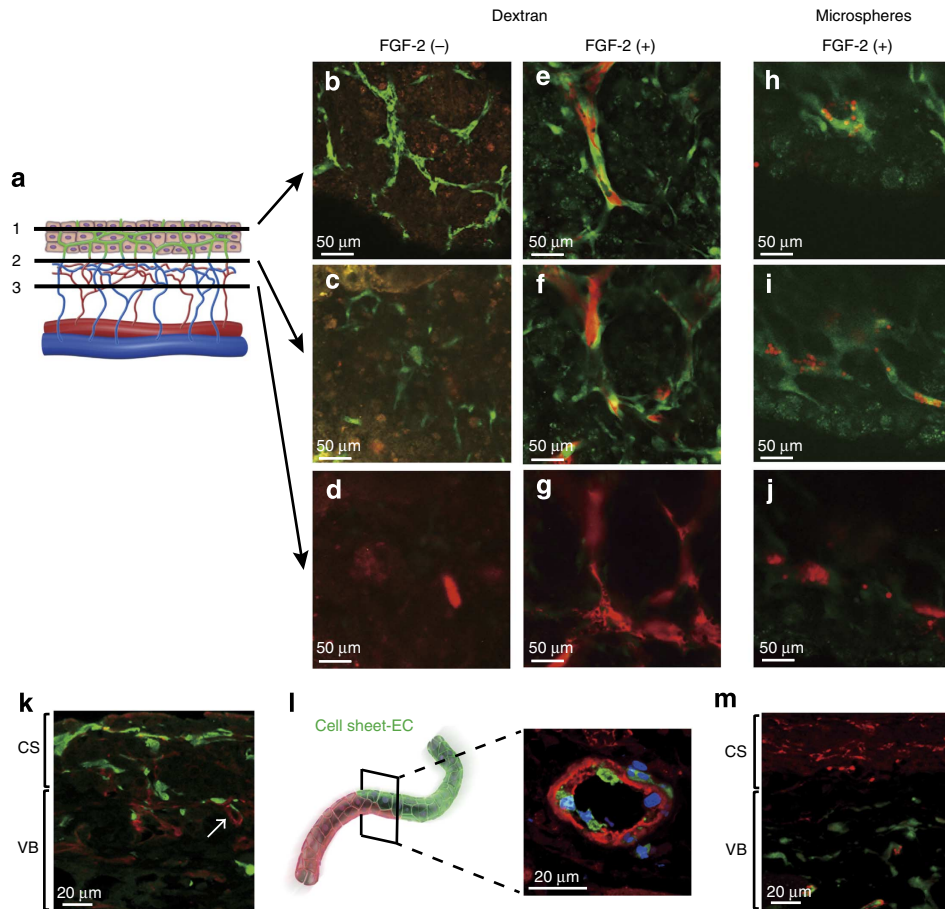 Dextran
Microspheres
FGF-2 (–)
FGF-2 (+)
FGF-2 (+)
a
1
2
3
b
50 μm
e
50 μm
h
50 μm
c
50 μm
f
50 μm
i
50 μm
d
50 μm
g
50 μm
j
50 μm
k
CS
VB
20 μm
l
Cell sheet-EC
20 μm
m
CS
VB
20 μm